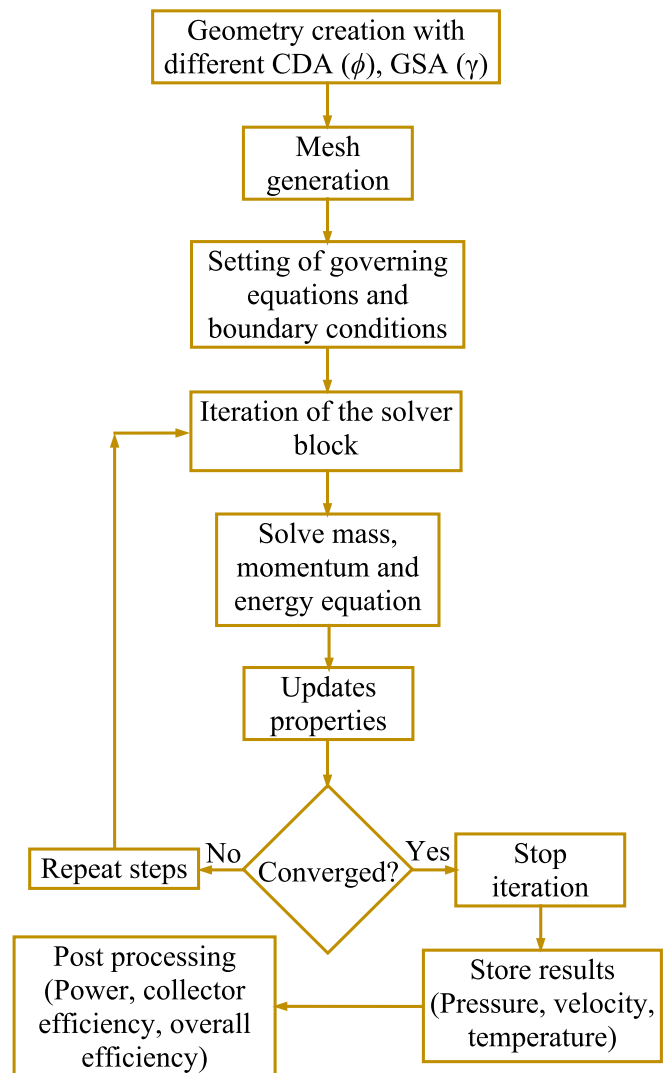 Geometry creation with
different CDA (ϕ), GSA (γ)
Mesh
generation
Setting of governing
equations and
boundary conditions
Iteration of the solver
block
Solve mass,
momentum and
energy equation
Updates
properties
Converged?
No
Yes
Repeat steps
Stop
iteration
Store results
(Pressure, velocity,
temperature)
Post processing
(Power, collector
efficiency, overall
efficiency)